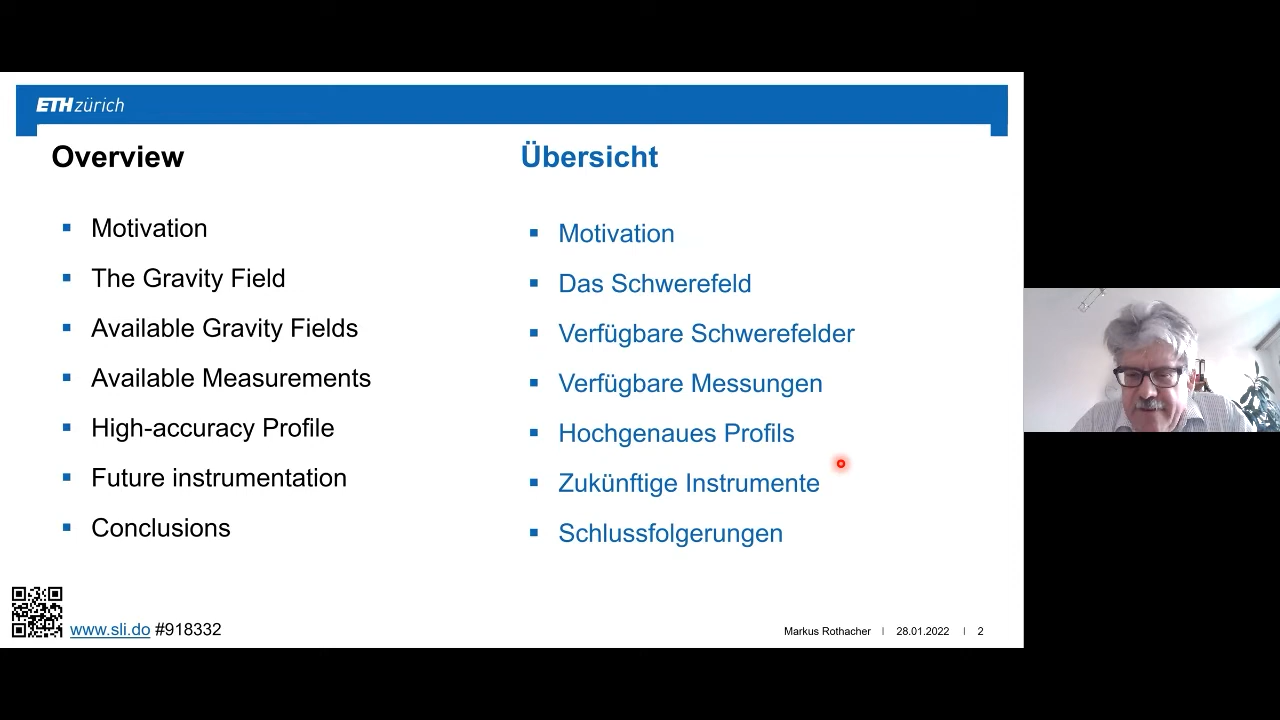 ETH zürich
Overview
Motivation
The Gravity Field
Available Gravity Fields
Available Measurements
High-accuracy Profile
Future instrumentation
Conclusions
Übersicht
Motivation
Das Schwerefeld
Verfügbare Schwerefelder
Verfügbare Messungen
Hochgenaues Profils
Zukünftige Instrumente
Schlussfolgerungen
www.sli.do #918332
Markus Rothacher | 28.01.2022 | 2